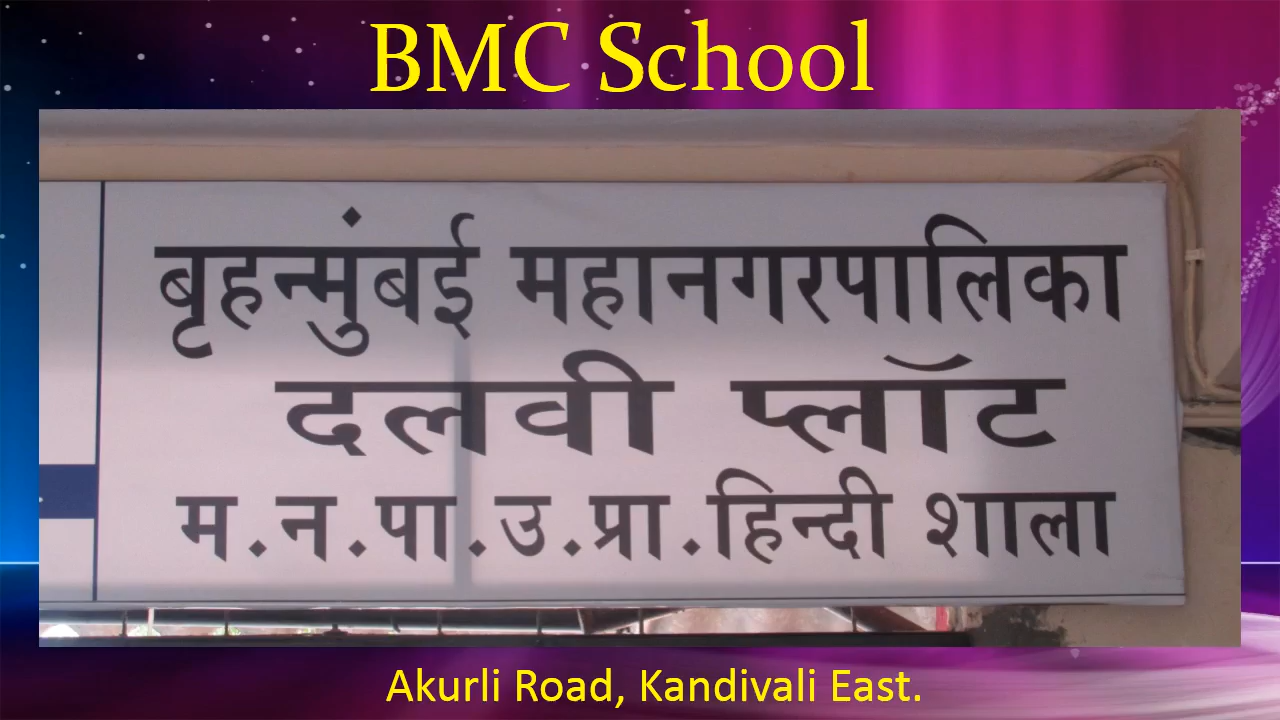 BMC School
बृहन्मुंबई महानगरपालिका
दलवी प्लॉट
म.न.पा.उ.प्रा.हिन्दी शाला
Akurli Road, Kandivali East.